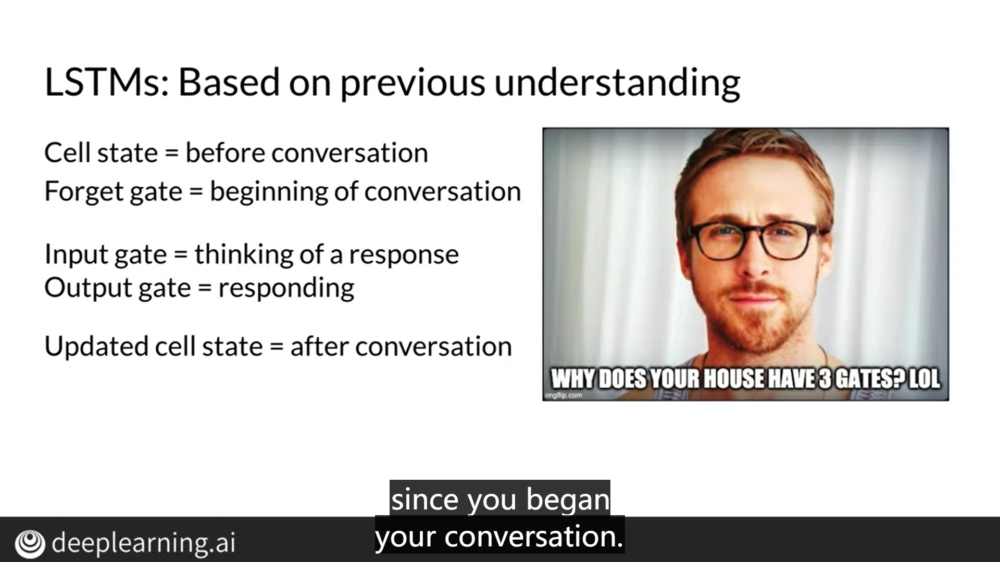 LSTMs: Based on previous understanding
Cell state = before conversation
Forget gate = beginning of conversation
Input gate = thinking of a response
Output gate = responding
Updated cell state = after conversation
WHY DOES YOUR HOUSE HAVE 3 GATES? LOL
imgflip.com
since you began
your conversation.
deeplearning.ai